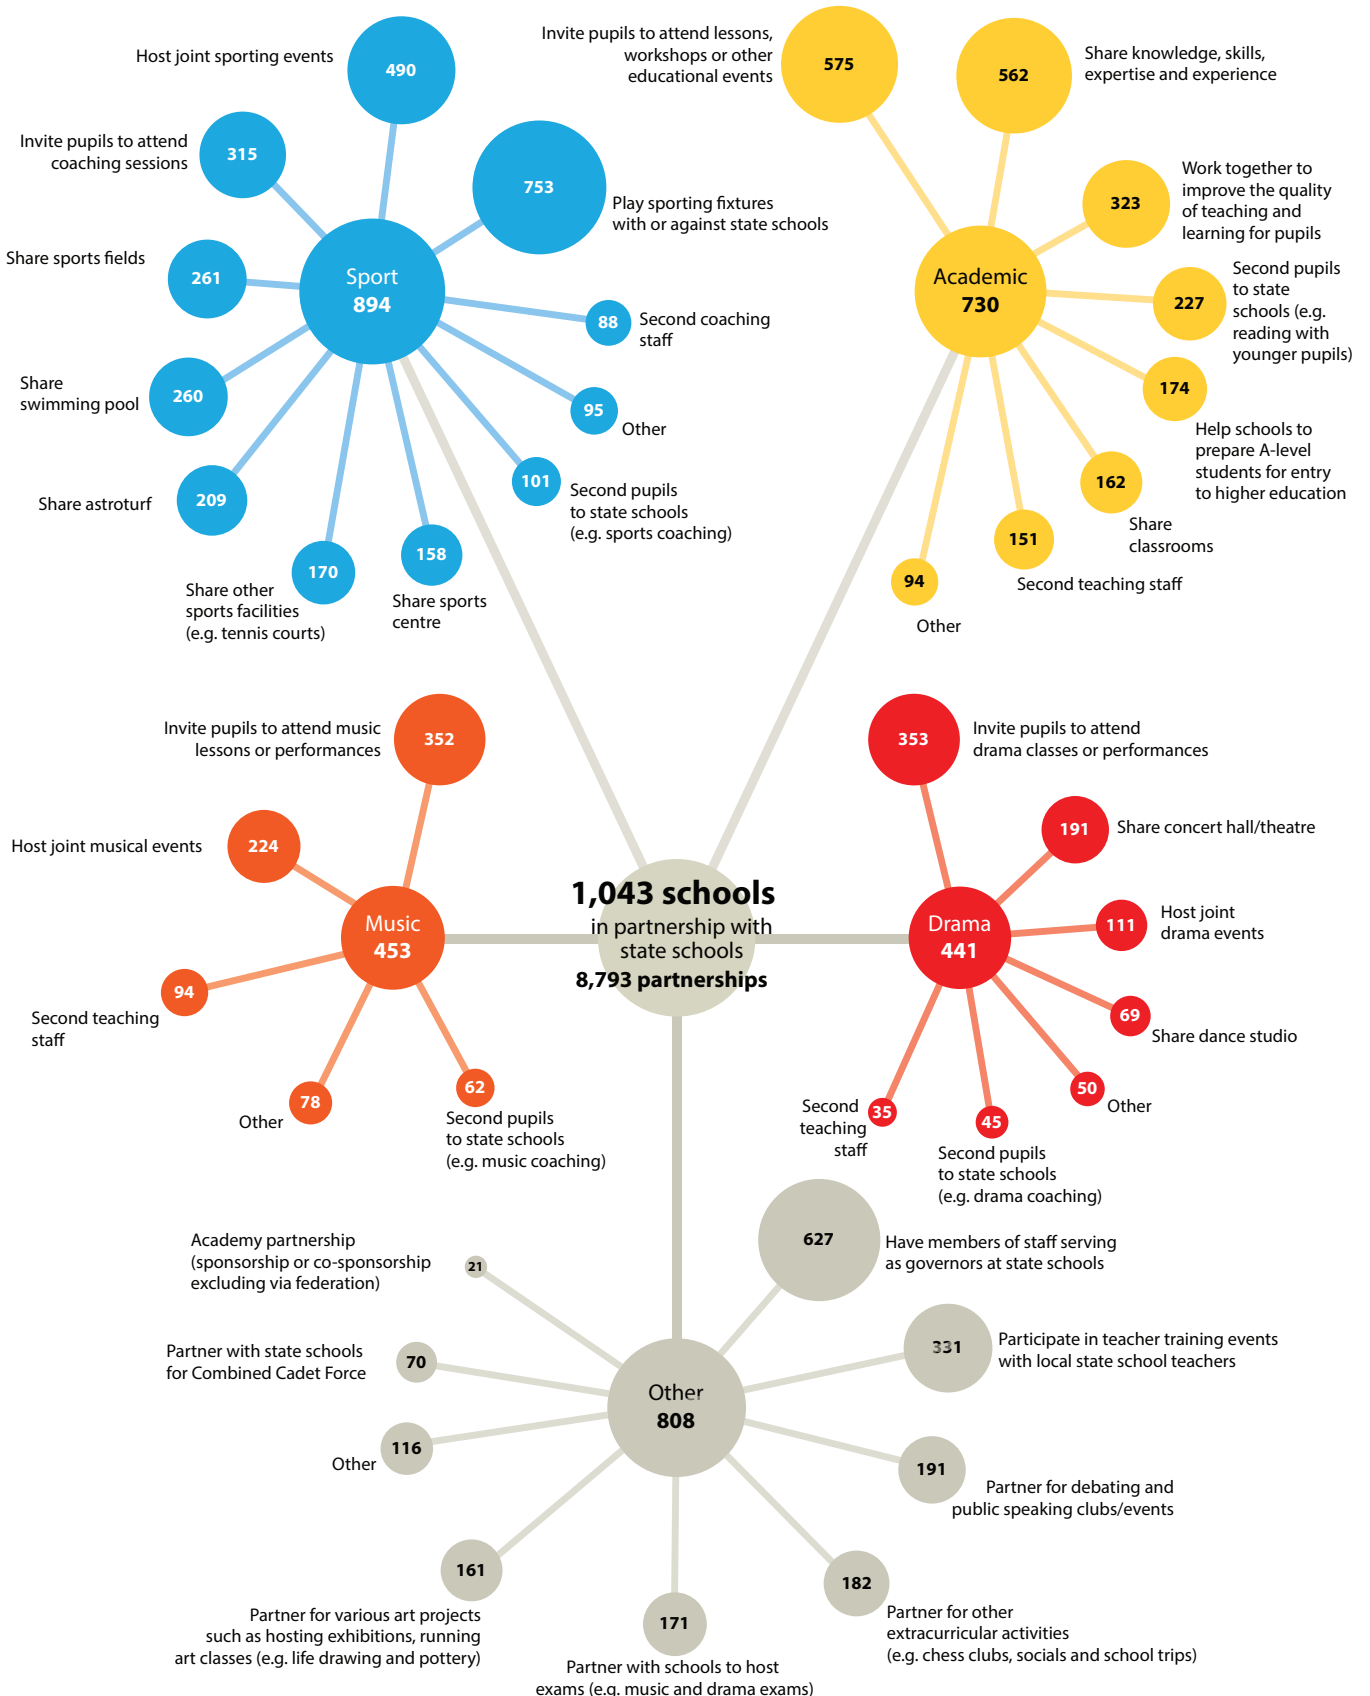 Host joint sporting events
490
Invite pupils to attend
coaching sessions
315
753
Play sporting fixtures
with or against state schools
Share sports fields
261
Sport
894
88
Second coaching
staff
Share
swimming pool
260
95
Other
Share astroturf
209
101
Second pupils
to state schools
(e.g. sports coaching)
170
Share other
sports facilities
(e.g. tennis courts)
158
Share sports
centre
Invite pupils to attend lessons,
workshops or other
educational events
575
562
Share knowledge, skills,
expertise and experience
323
Work together to
improve the quality
of teaching and
learning for pupils
Academic
730
227
Second pupils
to state
schools (e.g.
reading with
younger pupils)
174
Help schools to
prepare A-level
students for entry
to higher education
162
Share
classrooms
151
Second teaching staff
94
Other
Invite pupils to attend music
lessons or performances
352
Host joint musical events
224
Music
453
94
Second teaching
staff
78
Other
62
Second pupils
to state schools
(e.g. music coaching)
1,043 schools
in partnership with
state schools
8,793 partnerships
353
Invite pupils to attend
drama classes or performances
191
Share concert hall/theatre
Drama
441
111
Host joint
drama events
69
Share dance studio
50
Other
45
Second pupils
to state schools
(e.g. drama coaching)
Second
teaching
staff
35
Academy partnership
(sponsorship or co-sponsorship
excluding via federation)
21
627
Have members of staff serving
as governors at state schools
Partner with state schools
for Combined Cadet Force
70
331
Participate in teacher training events
with local state school teachers
Other
808
116
Other
191
Partner for debating and
public speaking clubs/events
161
Partner for various art projects
such as hosting exhibitions, running
art classes (e.g. life drawing and pottery)
171
Partner with schools to host
exams (e.g. music and drama exams)
182
Partner for other
extracurricular activities
(e.g. chess clubs, socials and school trips)